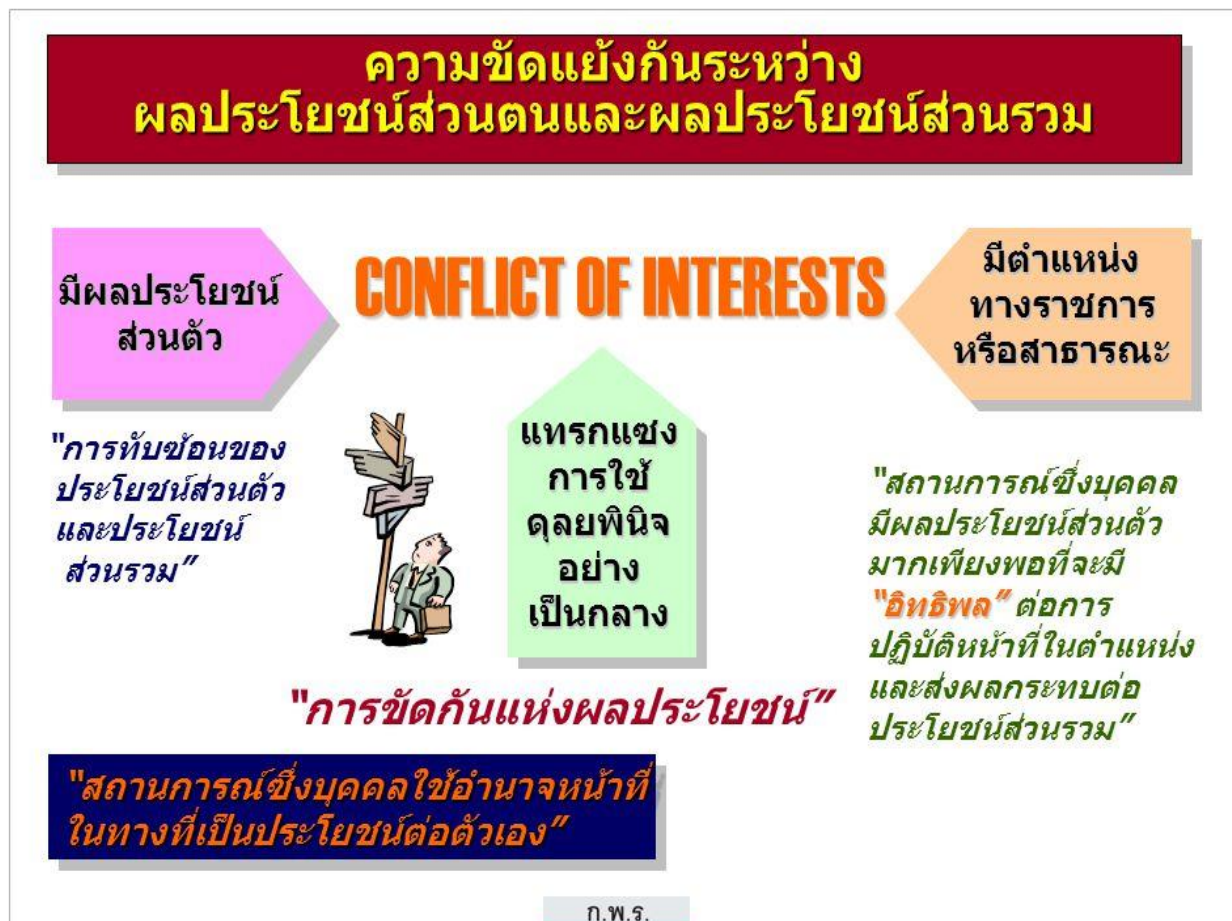 ความขัดแย้งกันระหว่าง
ผลประโยชน์ส่วนตนและผลประโยชน์ส่วนรวม
มีผลประโยชน์
ส่วนตัว
CONFLICT OF INTERESTS
มีตำแหน่ง
ทางราชการ
หรือสาธารณะ
"การทับซ้อนของ
ประโยชน์ส่วนตัว
และประโยชน์
ส่วนรวม"
แทรกแซง
การใช้
ดุลยพินิจ
อย่าง
เป็นกลาง
"สถานการณ์ซึ่งบุคคล
มีผลประโยชน์ส่วนตัว
มากเพียงพอที่จะมี
"อิทธิพล" ต่อการ
ปฏิบัติหน้าที่ในตำแหน่ง
และส่งผลกระทบต่อ
ประโยชน์ส่วนรวม"
"การขัดกันแห่งผลประโยชน์"
"สถานการณ์ซึ่งบุคคลใช้อำนาจหน้าที่
ในทางที่เป็นประโยชน์ต่อตัวเอง"
ก.พ.ร.